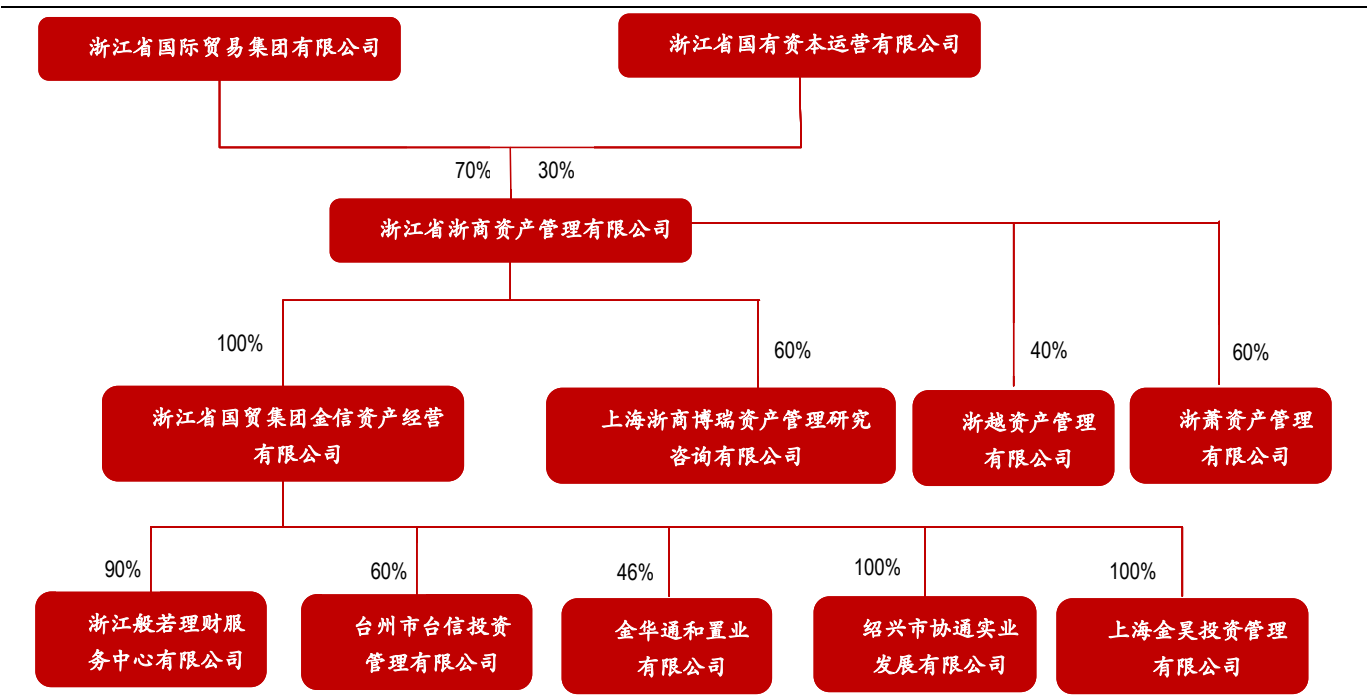 浙江省国际贸易集团有限公司
浙江省国有资本运营有限公司
70%
30%
浙江省浙商资产管理有限公司
100%
60%
40%
60%
浙江省国贸集团金信资产经营
有限公司
上海浙商博瑞资产管理研究
咨询有限公司
浙越资产管理
有限公司
浙萧资产管理
有限公司
90%
60%
46%
100%
100%
浙江般若理财服
务中心有限公司
台州市台信投资
管理有限公司
金华通和置业
有限公司
绍兴市协通实业
发展有限公司
上海金昊投资管理
有限公司